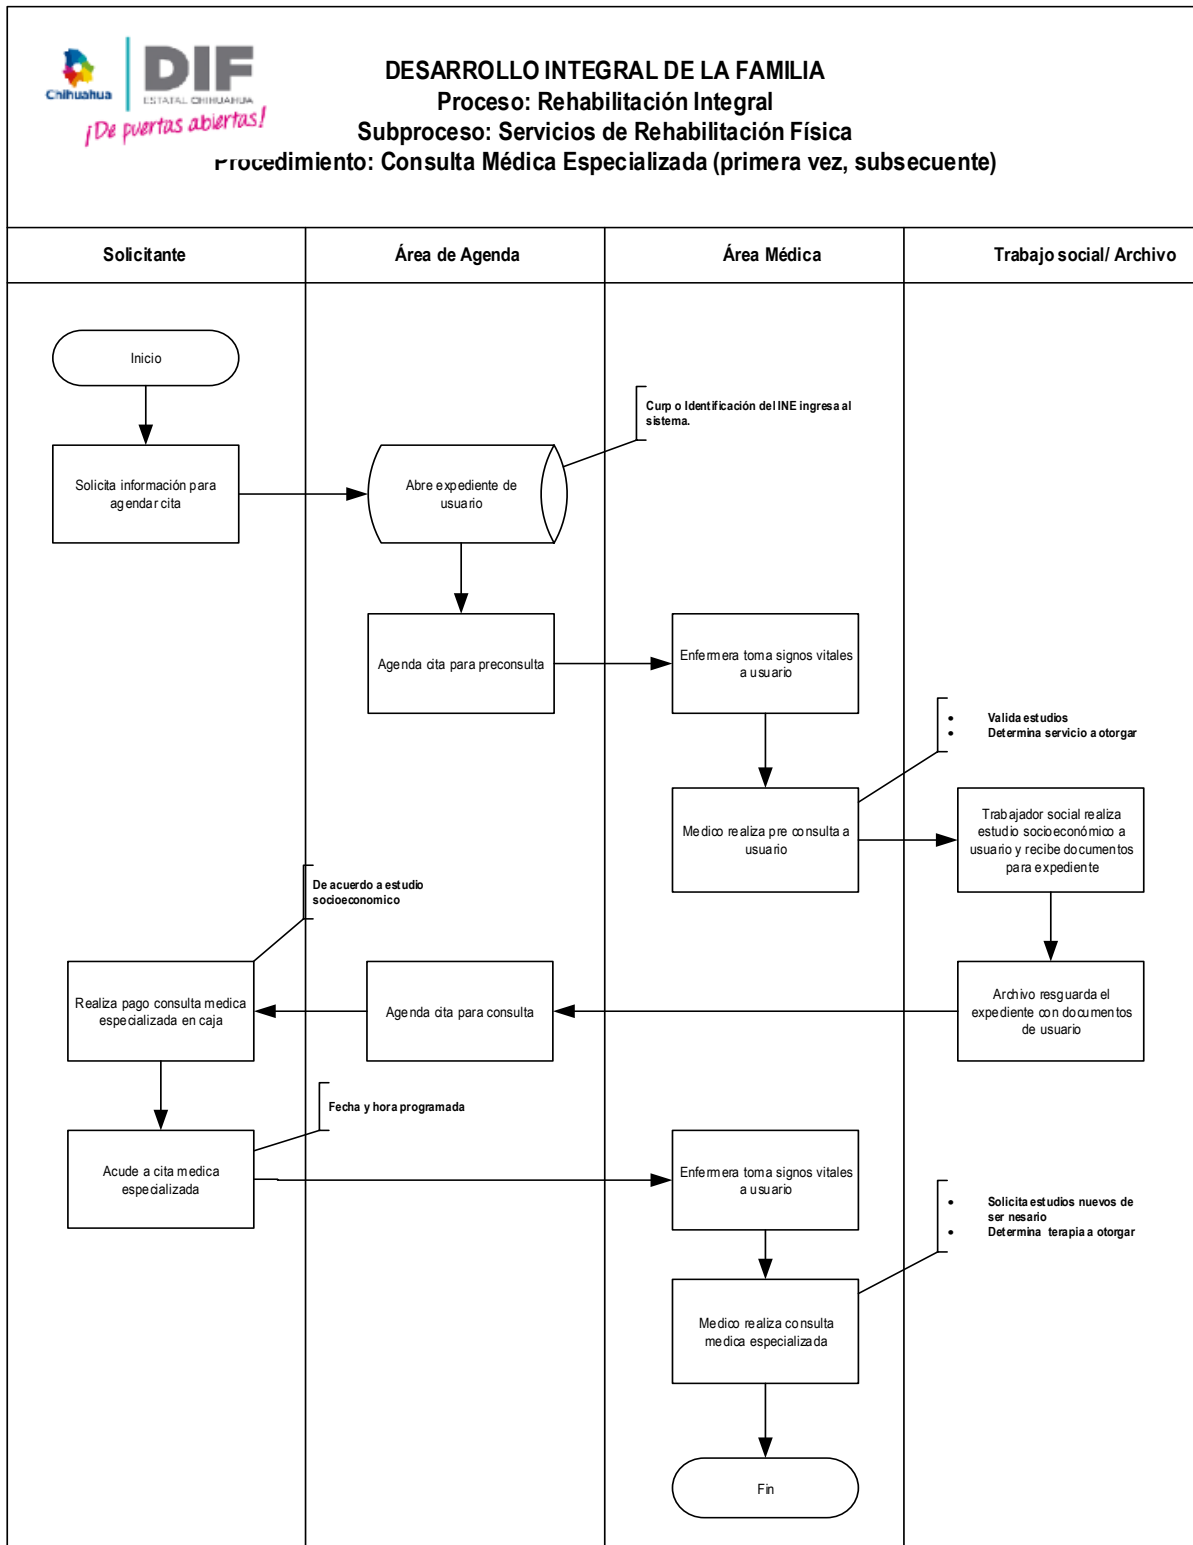 Chihuahua
DIF
ESTATAL CHIHUAHUA
¡De puertas abiertas!
DESARROLLO INTEGRAL DE LA FAMILIA
Proceso: Rehabilitación Integral
Subproceso: Servicios de Rehabilitación Física
Procedimiento: Consulta Médica Especializada (primera vez, subsecuente)
Solicitante
Área de Agenda
Área Médica
Trabajo social/ Archivo
Inicio
Curp o Identificación del INE ingresa al
sistema.
Solicita información para
agendar cita
Abre expediente de
usuario
Agenda cita para preconsulta
Enfermera toma signos vitales
a usuario
• Valida estudios
• Determina servicio a otorgar
Medico realiza pre consulta a
usuario
Trabajador social realiza
estudio socioeconómico a
usuario y recibe documentos
para expediente
De acuerdo a estudio
socioeconomico
Realiza pago consulta medica
especializada en caja
Agenda cita para consulta
Archivo resguarda el
expediente con documentos
de usuario
Fecha y hora programada
Acude a cita medica
especializada
Enfermera toma signos vitales
a usuario
• Solicita estudios nuevos de
ser nesario
• Determina terapia a otorgar
Medico realiza consulta
medica especializada
Fin